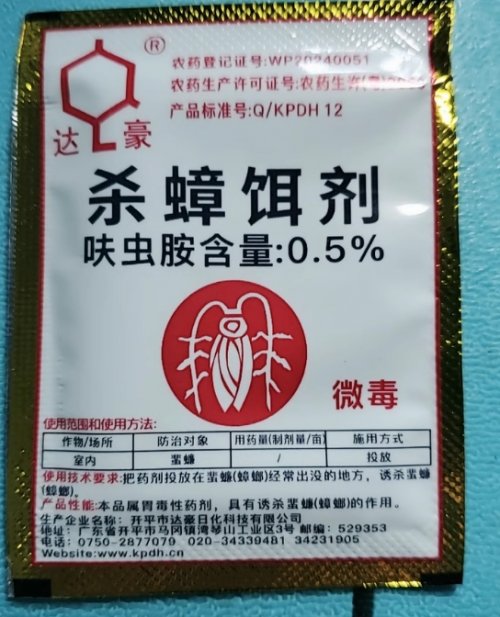 ®
农药登记证号:WP20240051
农药生产许可证号:农药生许(粤)
产品标准号:Q/KPDH 12
达豪
杀蟑饵剂
呋虫胺含量:0.5%
微毒
使用范围和使用方法:
作物/场所 防治对象 用药量(制剂量/亩) 施用方式
室内 蜚蠊 / 投放
使用技术要求:把药剂投放在蜚蠊(蟑螂)经常出没的地方，诱杀蜚蠊
(蟑螂)。
产品性能:本品属胃毒性药剂，具有诱杀蜚蠊(蟑螂)的作用。
生产企业名称：开平市达豪日化科技有限公司
地址：广东省开平市马冈镇湾琴山工业区3号 邮编：529353
电话：0750-2877079 020-34339481 34231905
Website:www.kpdh.cn